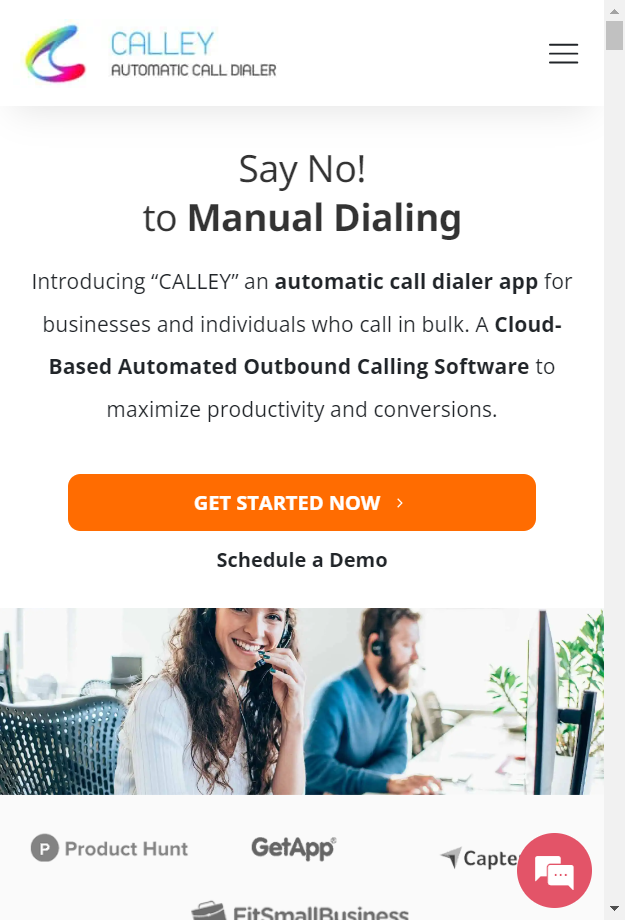 CALLEY
AUTOMATIC CALL DIALER
Say No!
to Manual Dialing
Introducing “CALLEY” an automatic call dialer app for
businesses and individuals who call in bulk. A Cloud-
Based Automated Outbound Calling Software to
maximize productivity and conversions.
GET STARTED NOW
Schedule a Demo
P Product Hunt
GetApp®
Capte
FitSmallBusiness